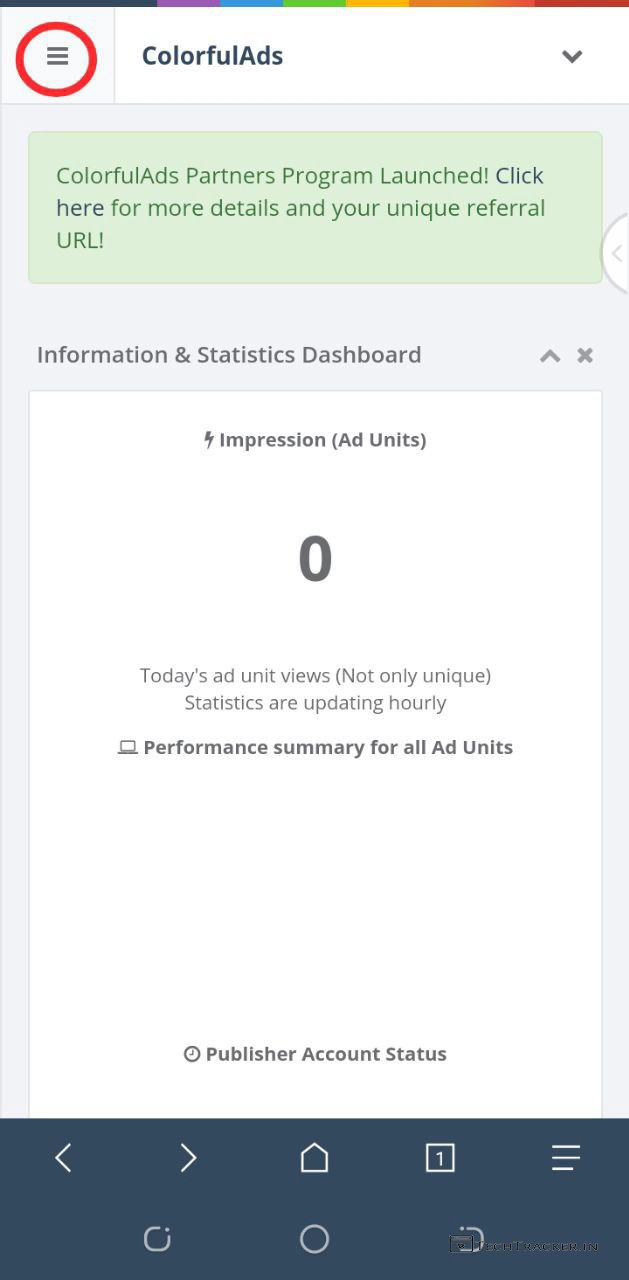 ColorfulAds
ColorfulAds Partners Program Launched! Click
here for more details and your unique referral
URL!
Information & Statistics Dashboard
Impression (Ad Units)
0
Today's ad unit views (Not only unique)
Statistics are updating hourly
Performance summary for all Ad Units
Publisher Account Status
1
TechTracker.in